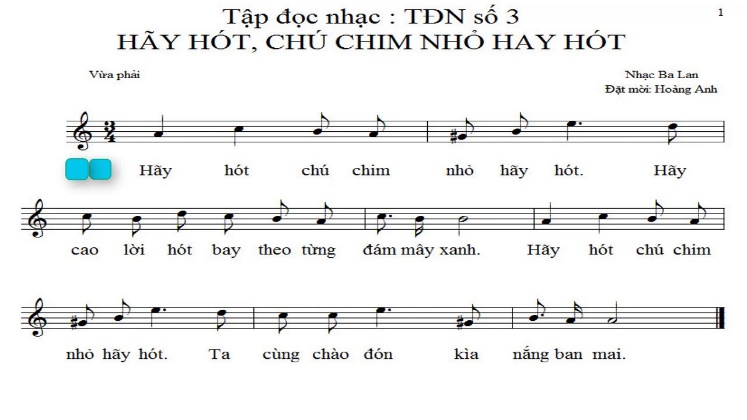 Tập đọc nhạc : TĐN số 3
1
HÃY HÓT, CHÚ CHIM NHỎ HAY HÓT
Vừa phải
Nhạc Ba Lan
Đặt mời: Hoàng Anh
3
4
Hãy hót chú chim nhỏ hãy hót. Hãy
cao lời hót bay theo từng đám mây xanh. Hãy hót chú chim
nhỏ hãy hót. Ta cùng chào đón kìa nắng ban mai.